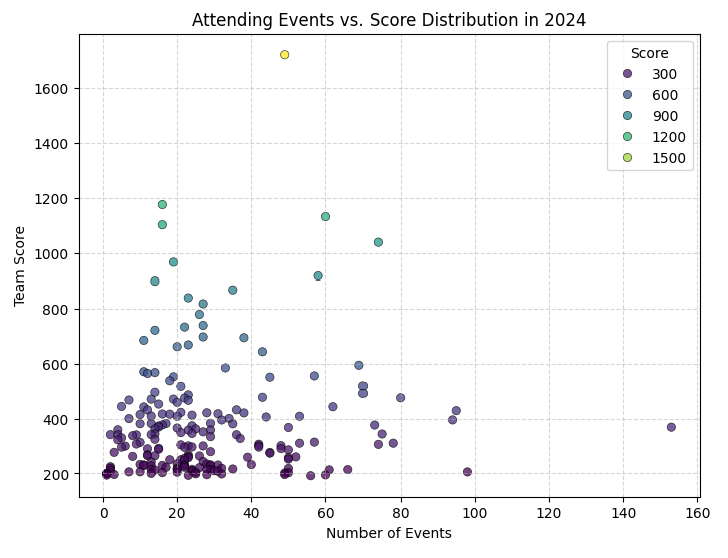 Attending Events vs. Score Distribution in 2024
Score
300
600
900
1200
1500
1600
1400
1200
1000
800
600
400
200
Team Score
0 20 40 60 80 100 120 140 160
Number of Events